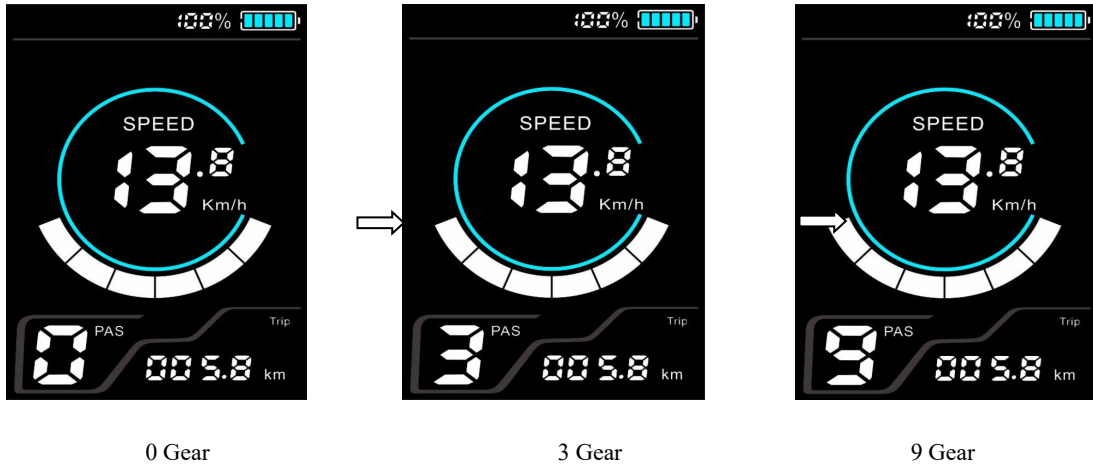 100% 100% 100%
SPEED SPEED SPEED
13.8 13.8 13.8
Km/h Km/h Km/h
PAS Trip PAS Trip PAS Trip
0 005.8 km 3 005.8 km 9 005.8 km
0 Gear 3 Gear 9 Gear